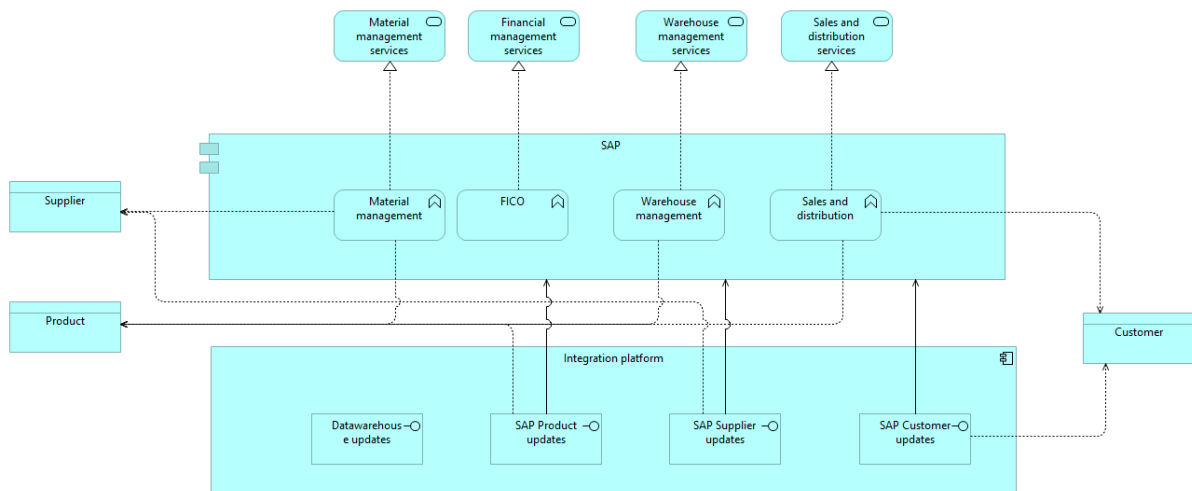 Material
management
services
Financial
management
services
Warehouse
management
services
Sales and
distribution
services
SAP
Supplier
Material
management
FICO
Warehouse
management
Sales and
distribution
Product
Customer
Integration platform
Datawarehous
e updates
SAP Product
updates
SAP Supplier
updates
SAP Customer
updates